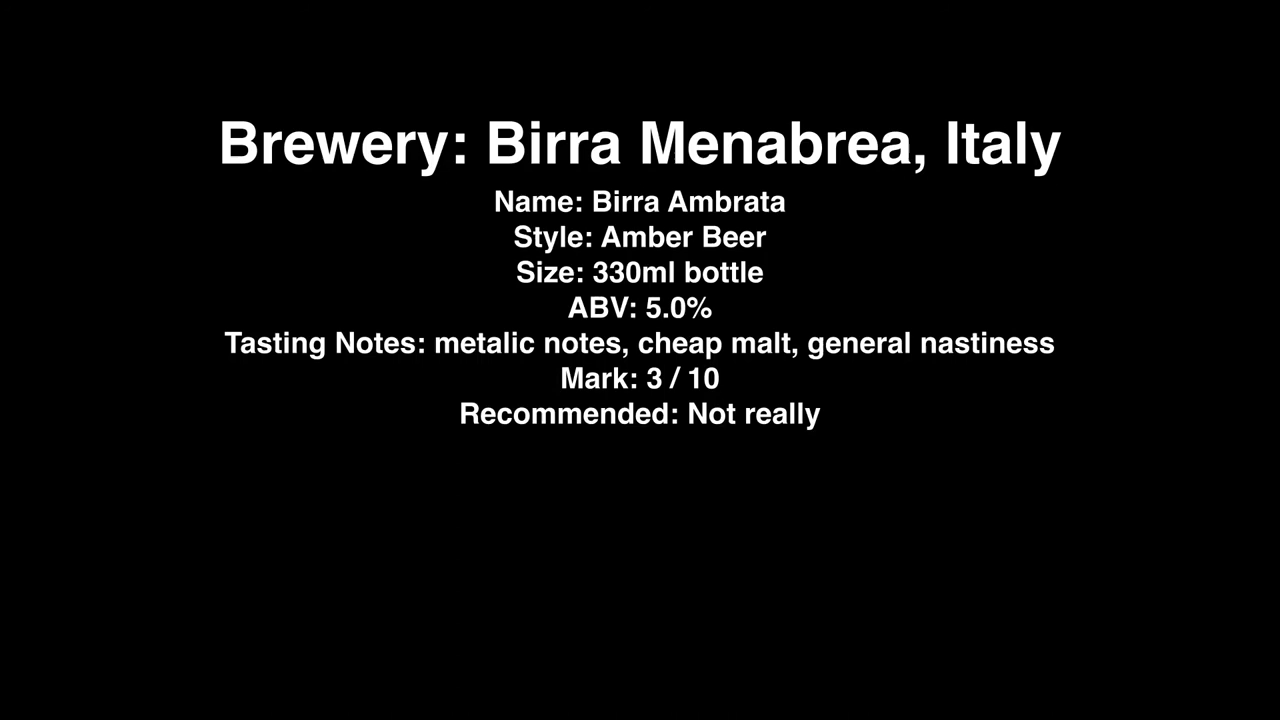 Brewery: Birra Menabrea, Italy
Name: Birra Ambrata
Style: Amber Beer
Size: 330ml bottle
ABV: 5.0%
Tasting Notes: metalic notes, cheap malt, general nastiness
Mark: 3 / 10
Recommended: Not really